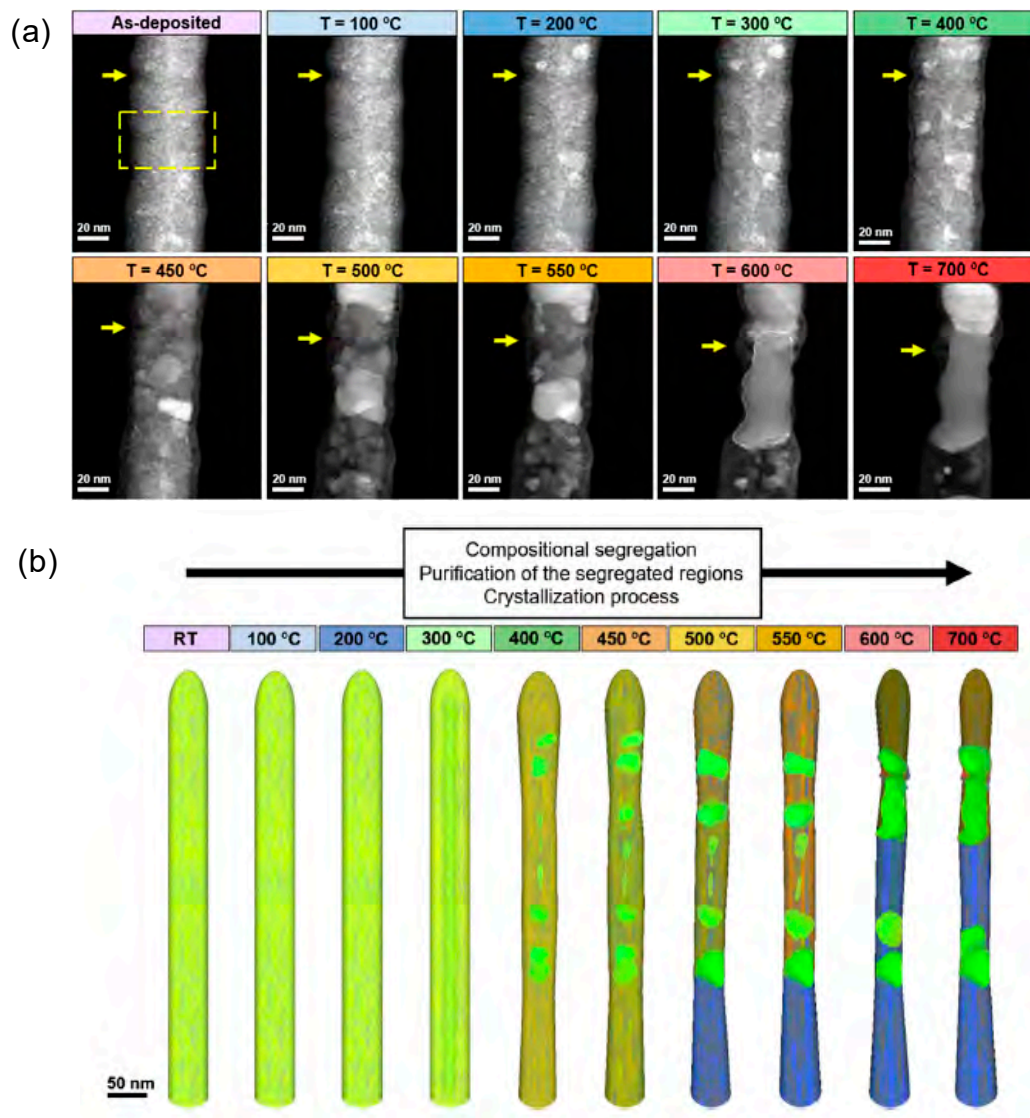 (a)
As-deposited
T = 100 ºC
T = 200 ºC
T = 300 ºC
T = 400 ºC
20 nm
20 nm
20 nm
20 nm
20 nm
T = 450 ºC
T = 500 ºC
T = 550 ºC
T = 600 ºC
T = 700 ºC
20 nm
20 nm
20 nm
20 nm
20 nm
(b)
Compositional segregation
Purification of the segregated regions
Crystallization process
RT
100 ºC
200 ºC
300 ºC
400 ºC
450 ºC
500 ºC
550 ºC
600 ºC
700 ºC
50 nm